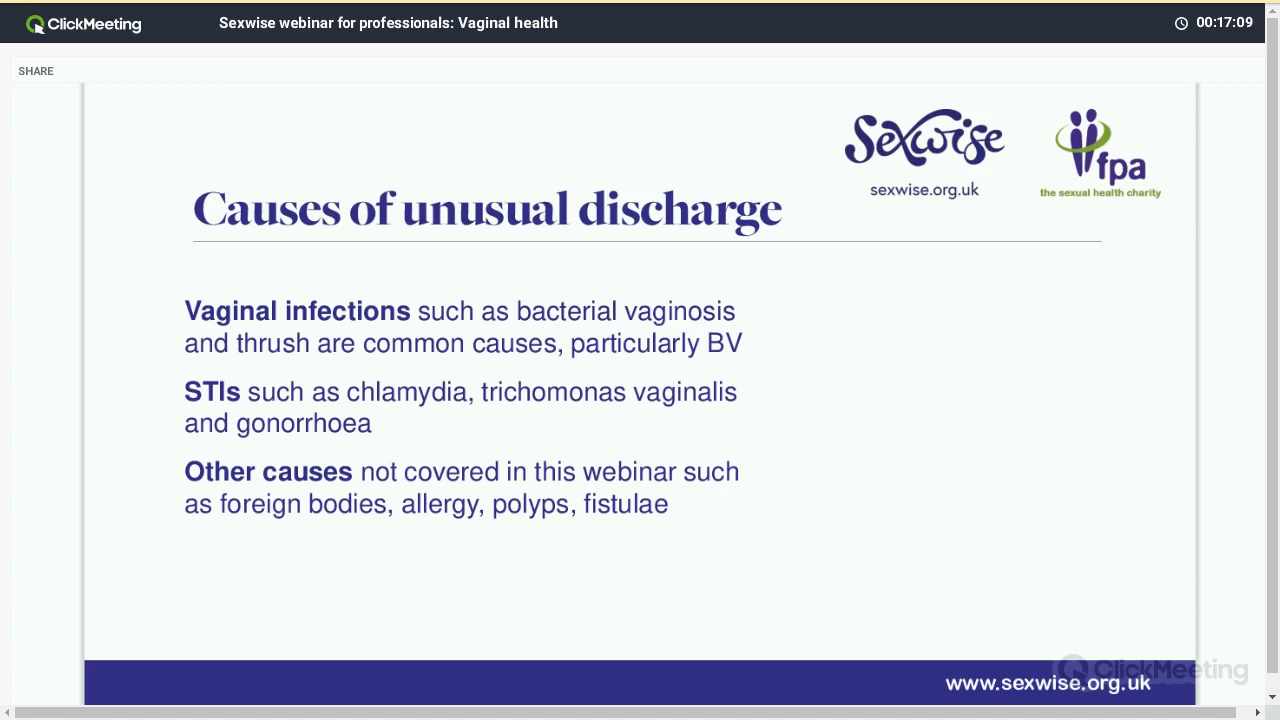 ClickMeeting
Sexwise webinar for professionals: Vaginal health
00:17:09
SHARE
Sexwise
sexwise.org.uk
fpa
the sexual health charity
Causes of unusual discharge
Vaginal infections such as bacterial vaginosis
and thrush are common causes, particularly BV
STIs such as chlamydia, trichomonas vaginalis
and gonorrhoea
Other causes not covered in this webinar such
as foreign bodies, allergy, polyps, fistulae
ClickMeeting
www.sexwise.org.uk